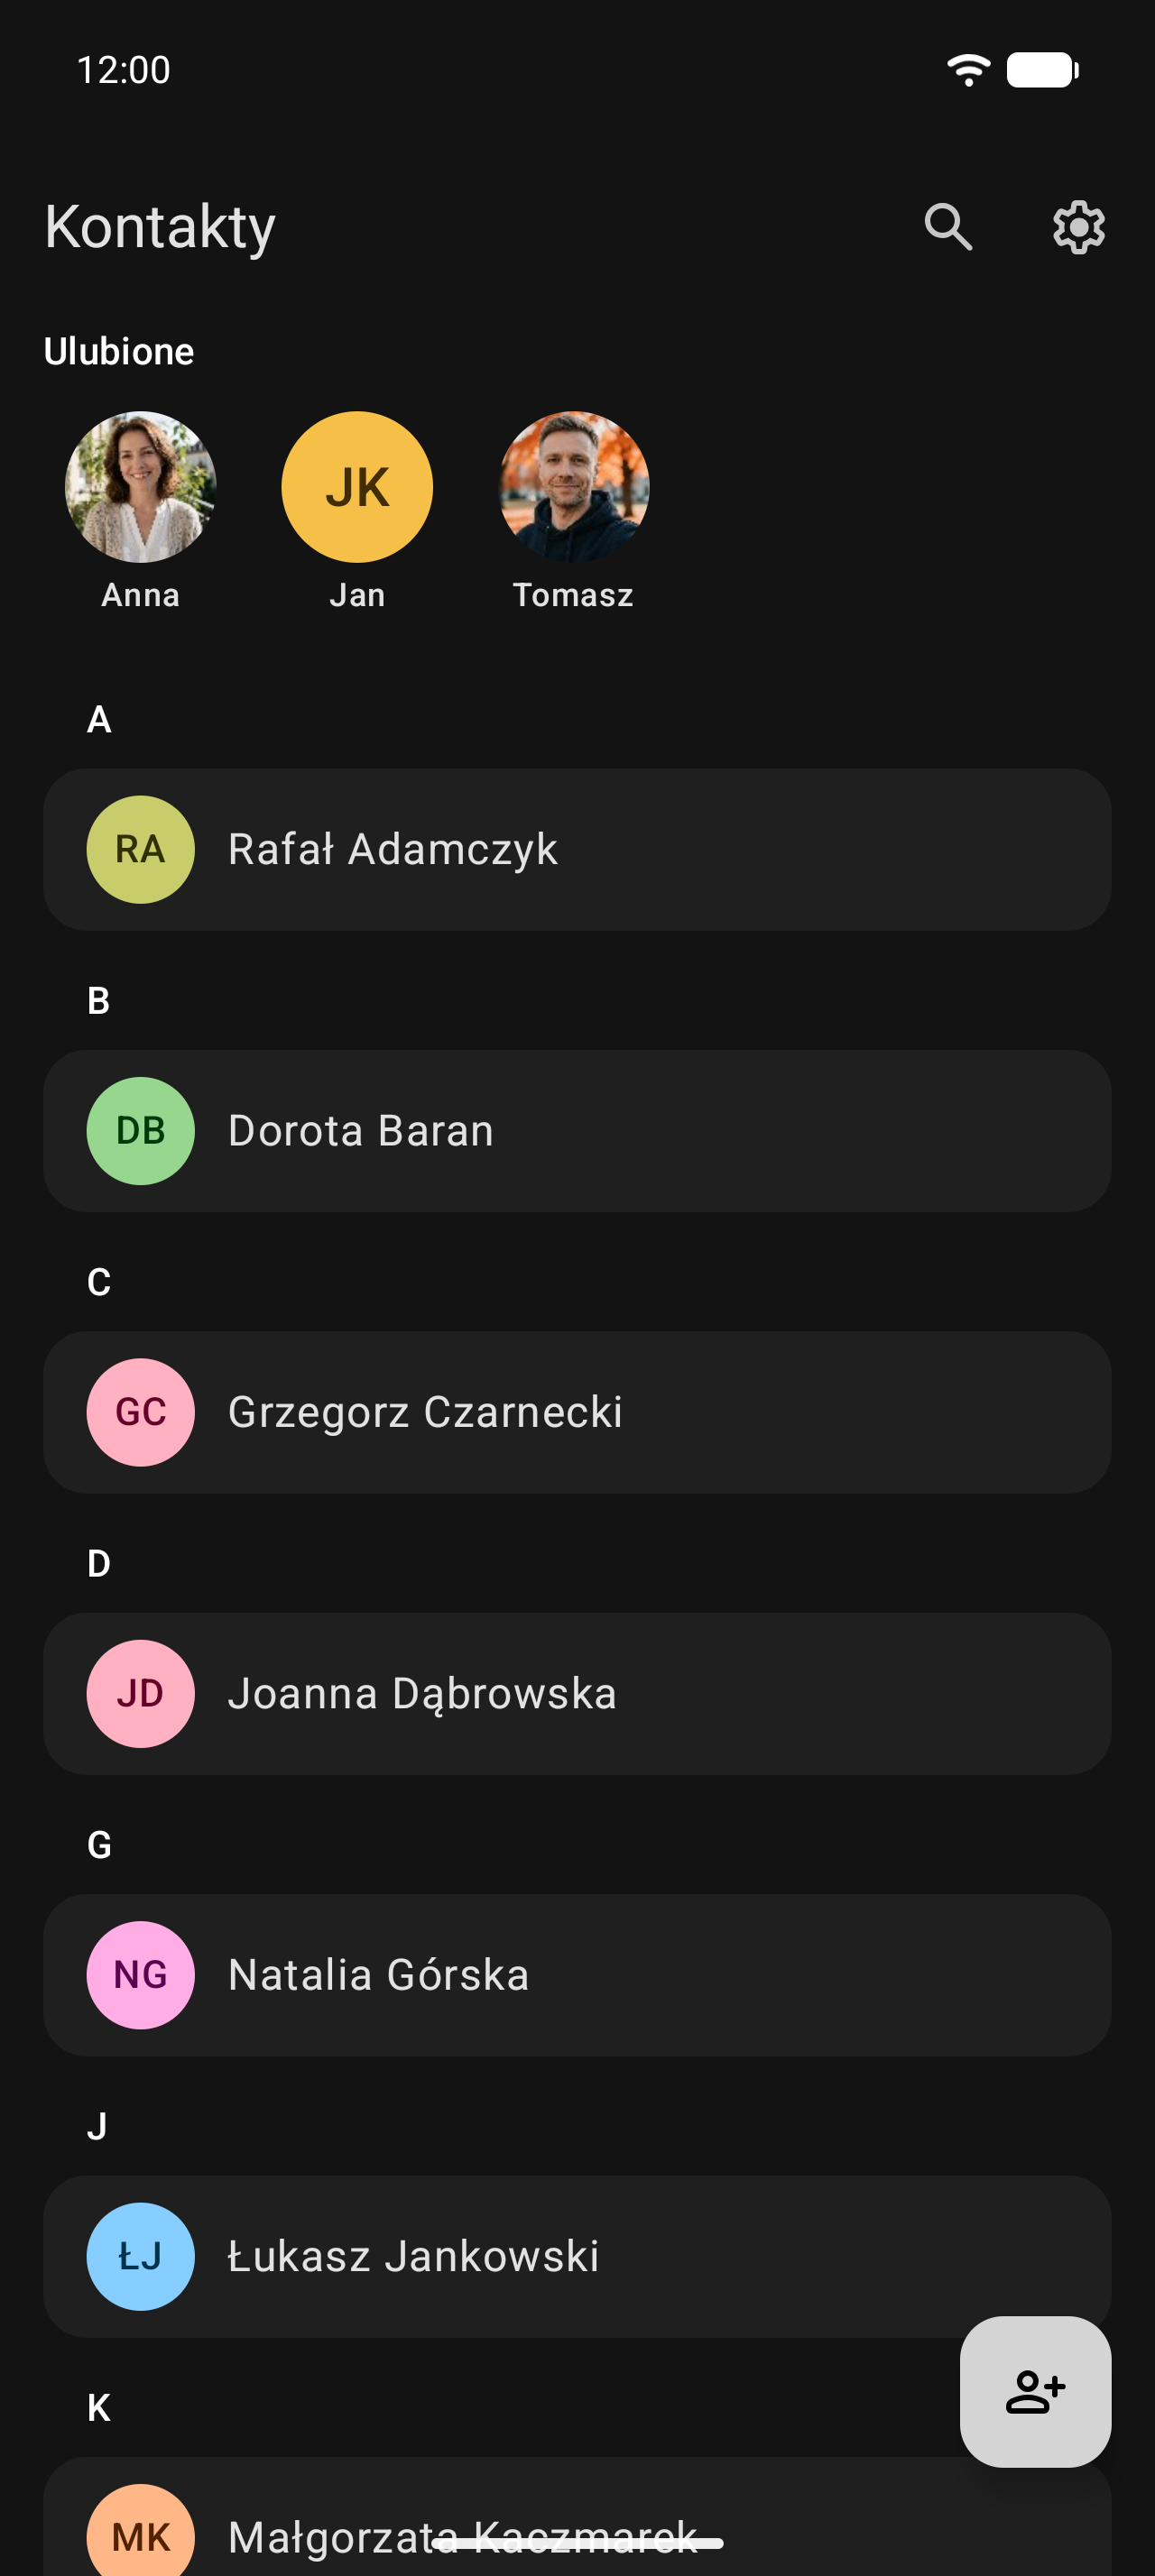 12:00
Kontakty
Ulubione
JK
Anna
Jan
Tomasz
A
RA
Rafał Adamczyk
B
DB
Dorota Baran
C
GC
Grzegorz Czarnecki
D
JD
Joanna Dąbrowska
G
NG
Natalia Górska
J
ŁJ
Łukasz Jankowski
K
MK
Małgorzata Kaczmarek